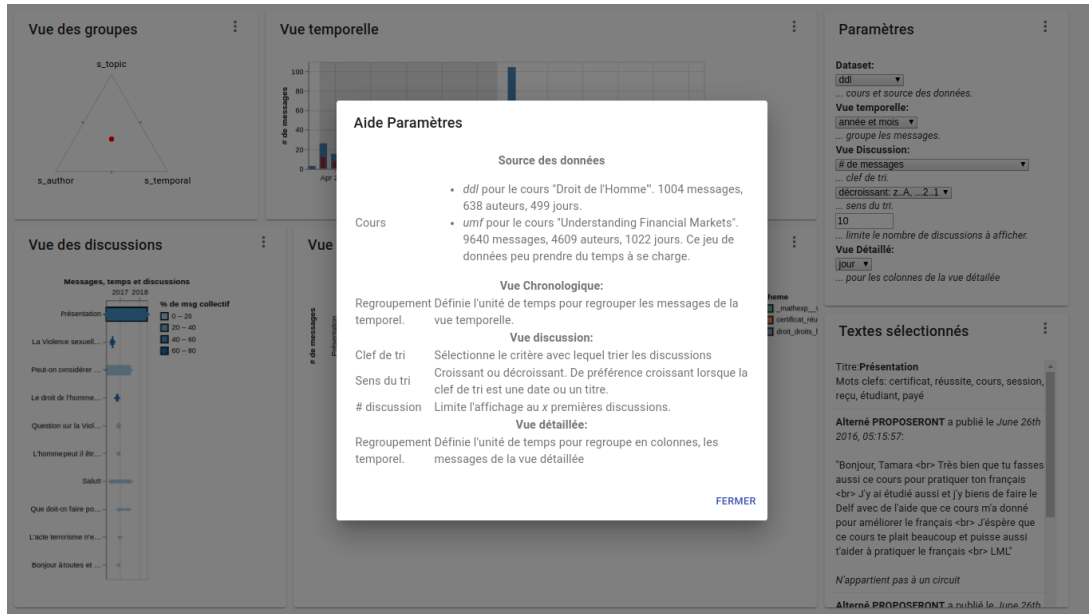 Vue des groupes
s_topic
s_author
s_temporal
Vue temporelle
# de messages
100
80
60
40
20
0
Paramètres
Dataset:
ddl
... cours et source des données.
Vue temporelle:
année et mois
... groupe les messages.
Vue Discussion:
# de messages
... clef de tri.
décroissant: z..A, ...2..1
... sens du tri.
10
... limite le nombre de discussions à afficher.
Vue Détaillé:
jour
... pour les colonnes de la vue détaillée
Aide Paramètres
Source des données
Cours
• ddl pour le cours "Droit de l'Homme". 1004 messages,
638 auteurs, 499 jours.
• umf pour le cours "Understanding Financial Markets".
9640 messages, 4609 auteurs, 1022 jours. Ce jeu de
données peu prendre du temps à se charge.
Vue Chronologique:
Regroupement Définie l'unité de temps pour regrouper les messages de la
temporel. vue temporelle.
Vue discussion:
Clef de tri Sélectionne le critère avec lequel trier les discussions
Sens du tri
Croissant ou décroissant. De préférence croissant lorsque la
clef de tri est une date ou un titre.
# discussion Limite l'affichage au x premières discussions.
Vue détaillée:
Regroupement Définie l'unité de temps pour regroupe en colonnes, les
temporel. messages de la vue détaillée
FERMER
Vue des discussions
Messages, temps et discussions
2017 2018
Présentation
La Violence sexuell...
Peut-on considérer ...
Le droit de l'homme...
Question sur la Viol...
L'homme peut il êtr...
Salut!
Que doit-on faire po...
L'acte terrorisme n'e...
Bonjour à toutes et ...
% de msg collectif
0 – 20
20 – 40
40 – 60
60 – 80
Vue
# de messages
Présentation
heme
_mathexp__v
certificat_réu
droit_droits_h
Textes sélectionnés
Titre:Présentation
Mots clefs: certificat, réussite, cours, session,
reçu, étudiant, payé
Alterné PROPOSERONT a publié le June 26th
2016, 05:15:57:
"Bonjour, Tamara <br> Très bien que tu fasses
aussi ce cours pour pratiquer ton français
<br> J'y ai étudié aussi et j'y biens de faire le
Delf avec de l'aide que ce cours m'a donné
pour améliorer le français <br> J'éspère que
ce cours te plait beaucoup et puisse aussi
t'aider à pratiquer le français <br> LML"
N'appartient pas à un circuit
Alterné PROPOSERONT a publié le June 26th